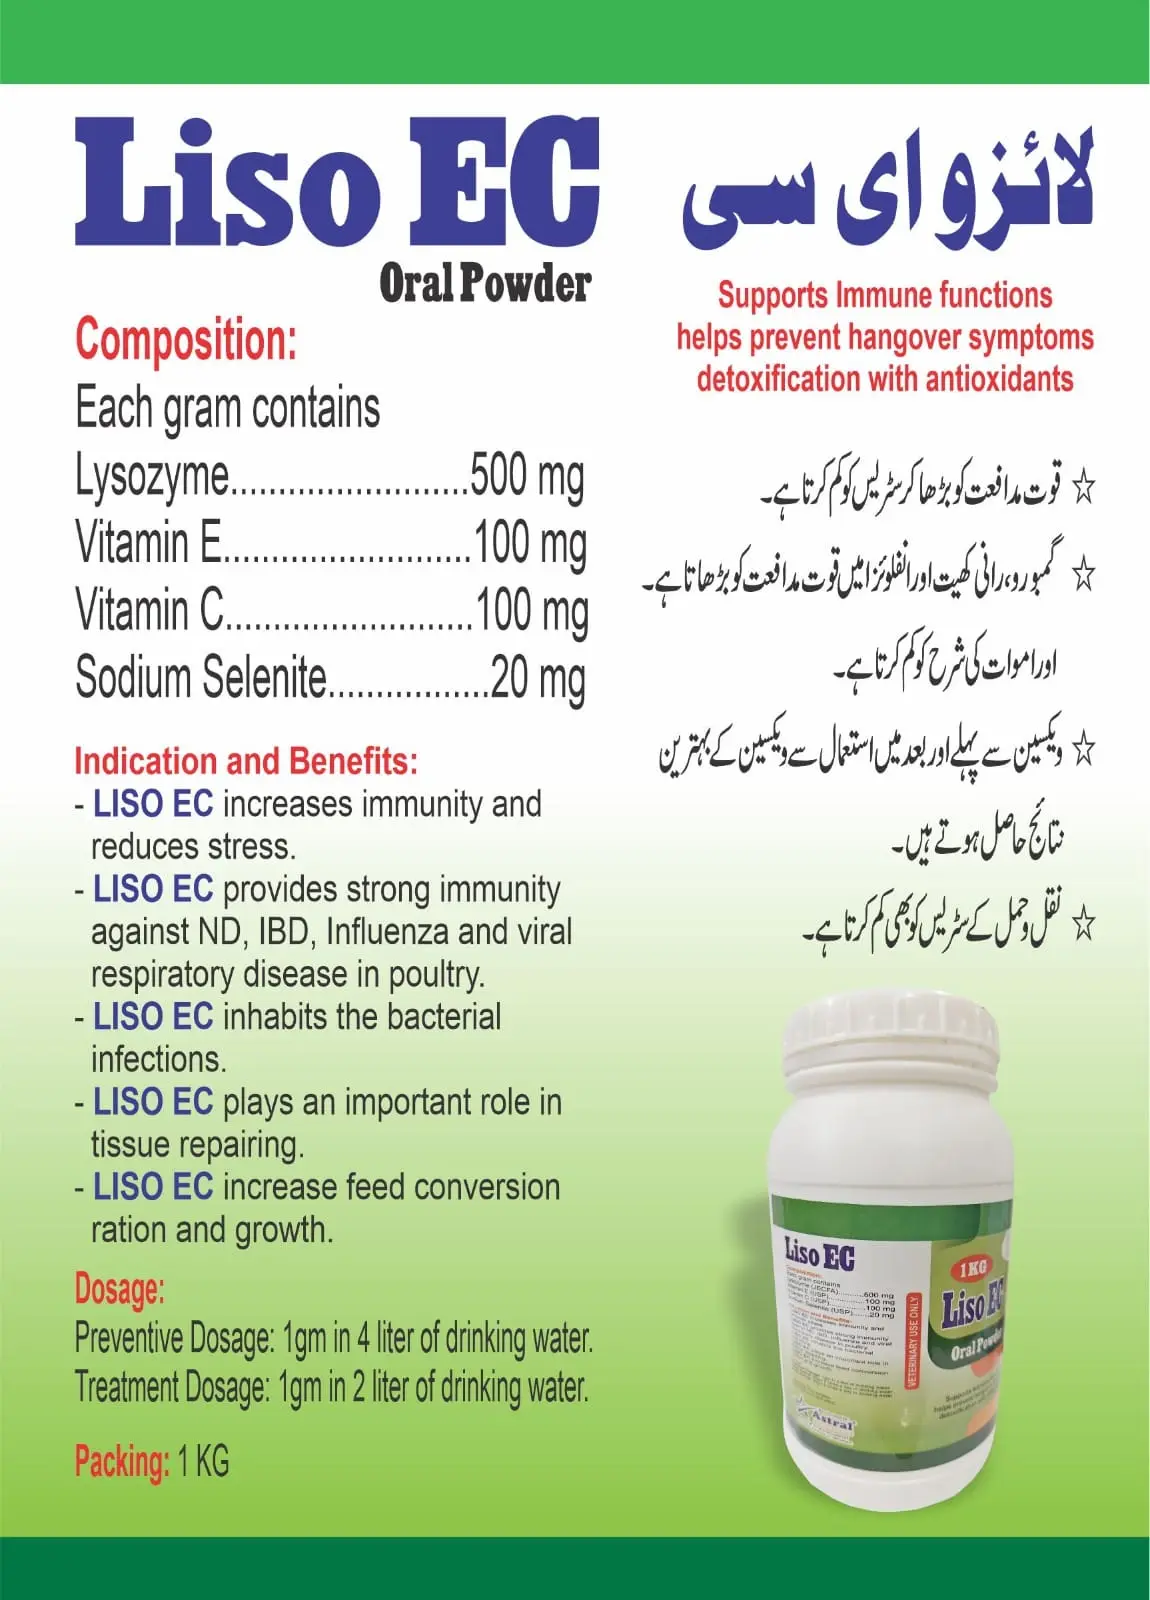 Liso EC
Oral Powder
Composition:
Each gram contains
Lysozyme.........................500 mg
Vitamin E..........................100 mg
Vitamin C..........................100 mg
Sodium Selenite.................20 mg
Indication and Benefits:
- LISO EC increases immunity and
reduces stress.
- LISO EC provides strong immunity
against ND, IBD, Influenza and viral
respiratory disease in poultry.
- LISO EC inhabits the bacterial
infections.
- LISO EC plays an important role in
tissue repairing.
- LISO EC increase feed conversion
ration and growth.
Dosage:
Preventive Dosage: 1gm in 4 liter of drinking water.
Treatment Dosage: 1gm in 2 liter of drinking water.
Packing: 1 KG
لائزو ای سی
Supports Immune functions
helps prevent hangover symptoms
detoxification with antioxidants
☆ قوت مدافعت کو بڑھا کر سٹریس کو کم کرتا ہے۔
☆ گمبورو، رانی کھیت اور انفلوئزا میں قوت مدافعت کو بڑھاتا ہے۔
اور اموات کی شرح کو کم کرتا ہے۔
☆ ویکسین سے پہلے اور بعد میں استعمال سے ویکسین کے بہترین
نتائج حاصل ہوتے ہیں۔
☆ نقل و حمل کے سٹریس کو بھی کم کرتا ہے۔
Liso EC
Composition:
Each gram contains
VETERINARY USE ONLY
1 KG
Liso EC
Oral Powder
Astral